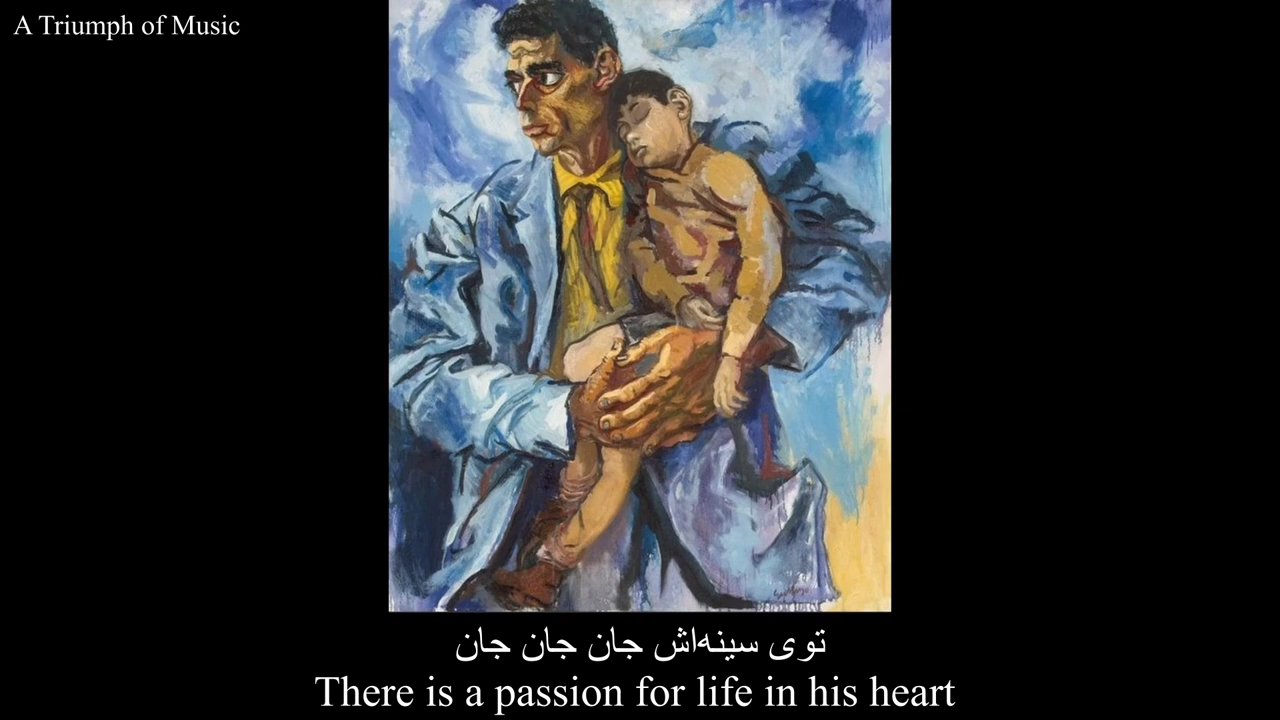 A Triumph of Music
توی سینه‌اش جان جان جان
There is a passion for life in his heart